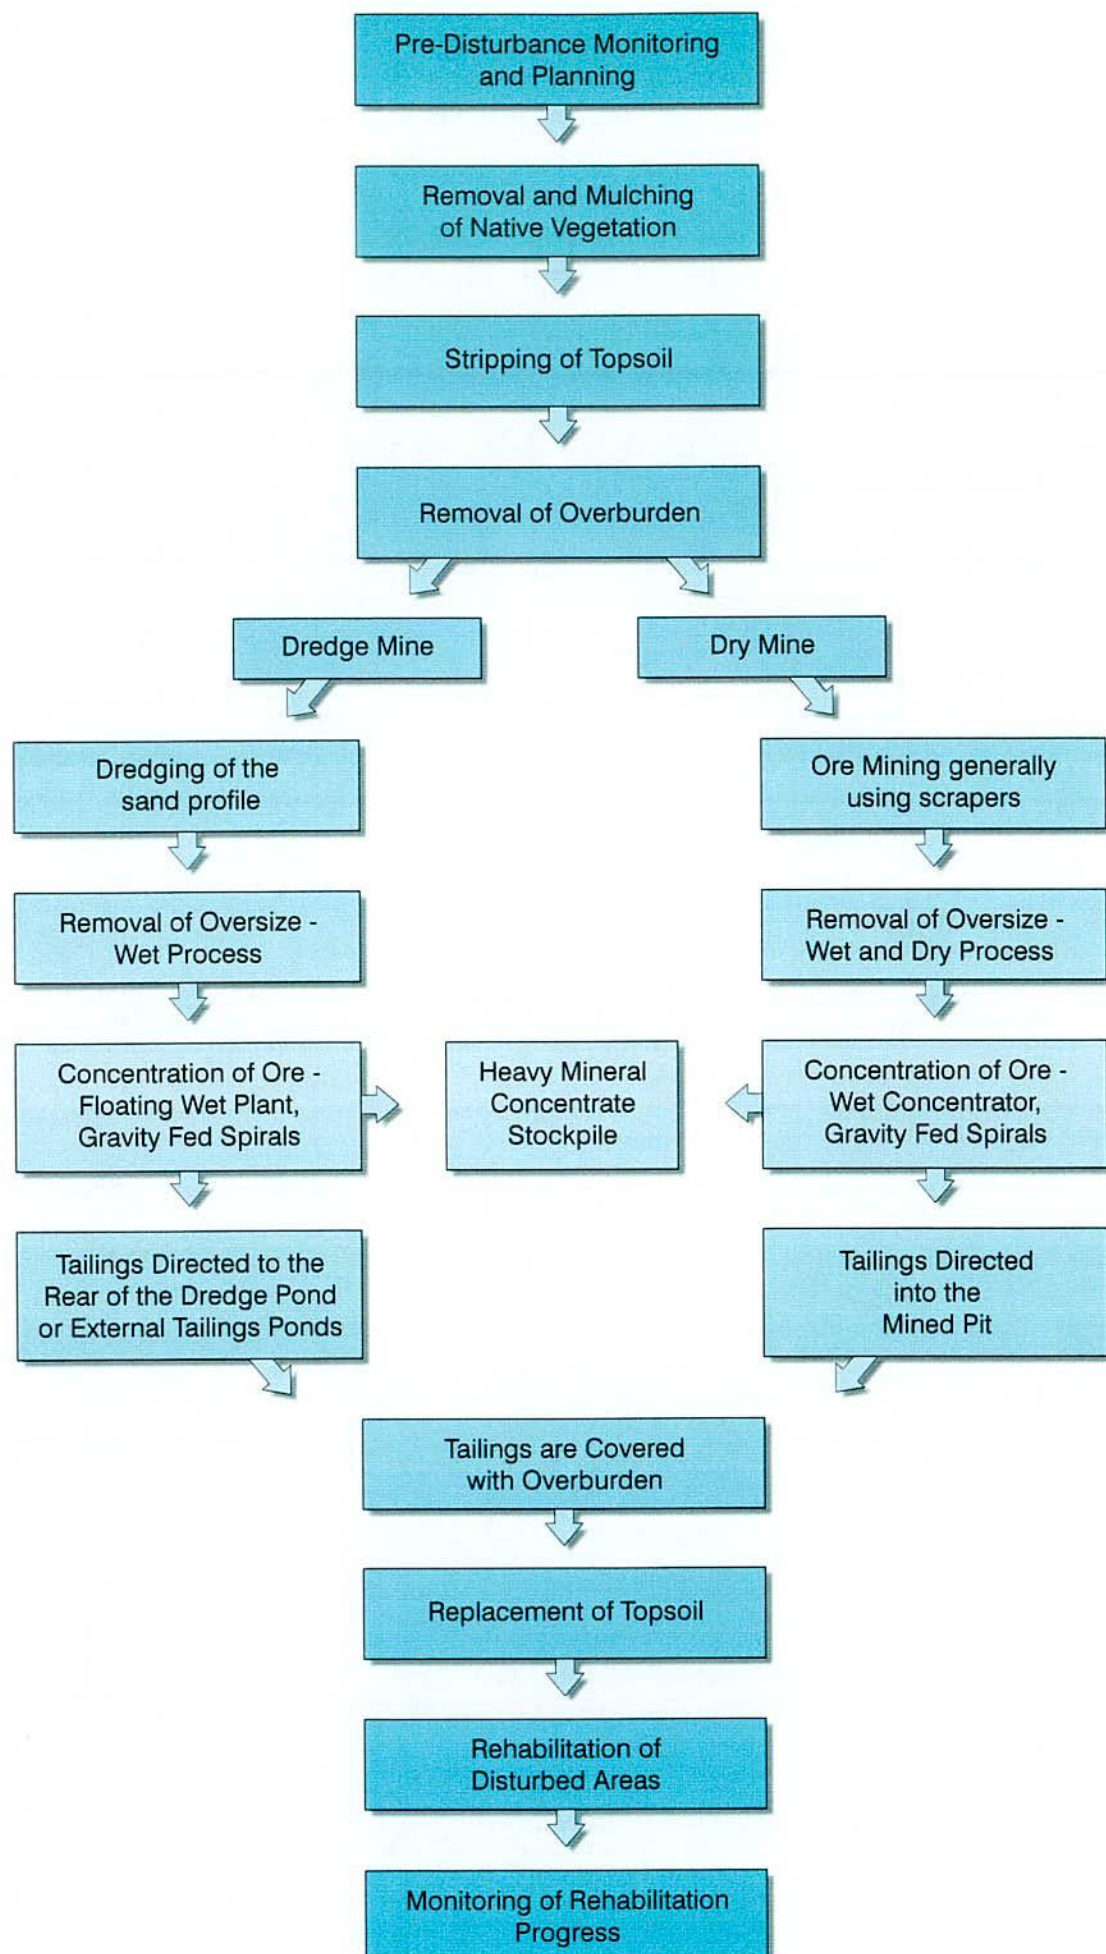 Pre-Disturbance Monitoring
and Planning
Removal and Mulching
of Native Vegetation
Stripping of Topsoil
Removal of Overburden
Dredge Mine
Dry Mine
Dredging of the
sand profile
Ore Mining generally
using scrapers
Removal of Oversize -
Wet Process
Removal of Oversize -
Wet and Dry Process
Concentration of Ore -
Floating Wet Plant,
Gravity Fed Spirals
Heavy Mineral
Concentrate
Stockpile
Concentration of Ore -
Wet Concentrator,
Gravity Fed Spirals
Tailings Directed to the
Rear of the Dredge Pond
or External Tailings Ponds
Tailings Directed
into the
Mined Pit
Tailings are Covered
with Overburden
Replacement of Topsoil
Rehabilitation of
Disturbed Areas
Monitoring of Rehabilitation
Progress